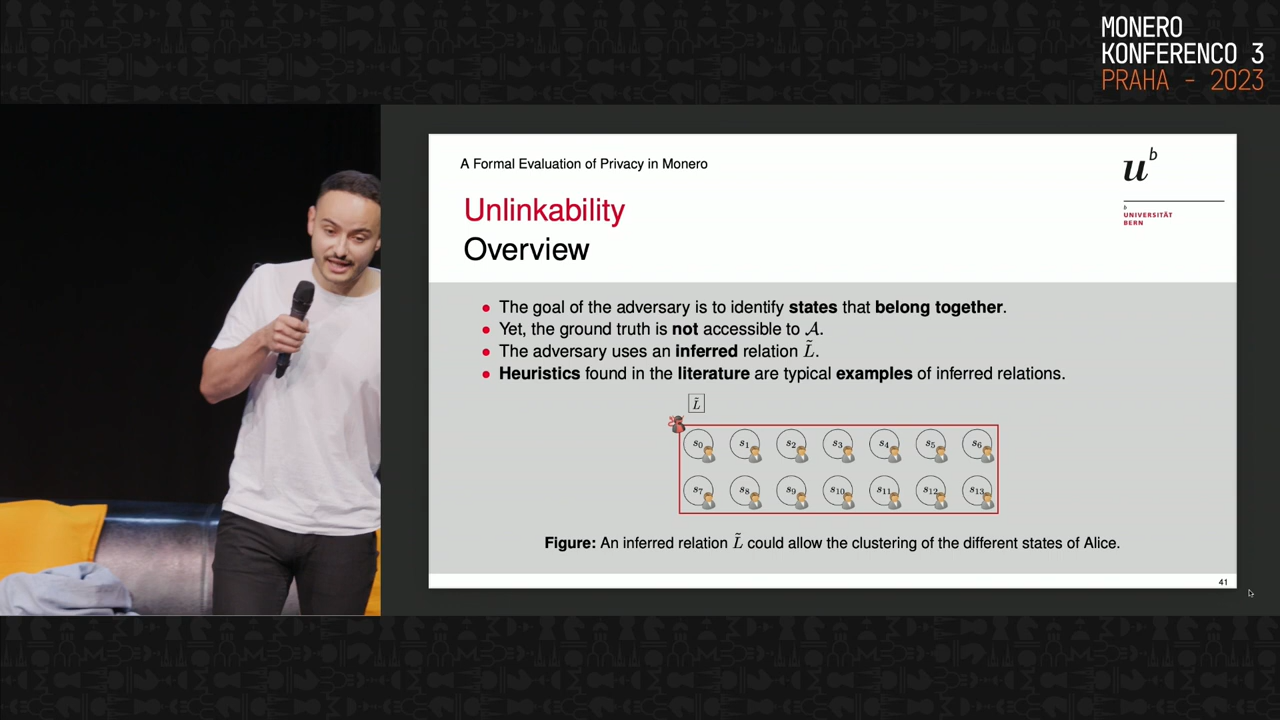 MONERO
KONFERENCO 3
PRAHA - 2023
A Formal Evaluation of Privacy in Monero
u^b
b
UNIVERSITÄT
BERN
Unlinkability
Overview
• The goal of the adversary is to identify states that belong together.
• Yet, the ground truth is not accessible to 𝒜.
• The adversary uses an inferred relation L̃.
• Heuristics found in the literature are typical examples of inferred relations.
L̃
s₀ s₁ s₂ s₃ s₄ s₅ s₆
s₇ s₈ s₉ s₁₀ s₁₁ s₁₂ s₁₃
Figure: An inferred relation L̃ could allow the clustering of the different states of Alice.
41